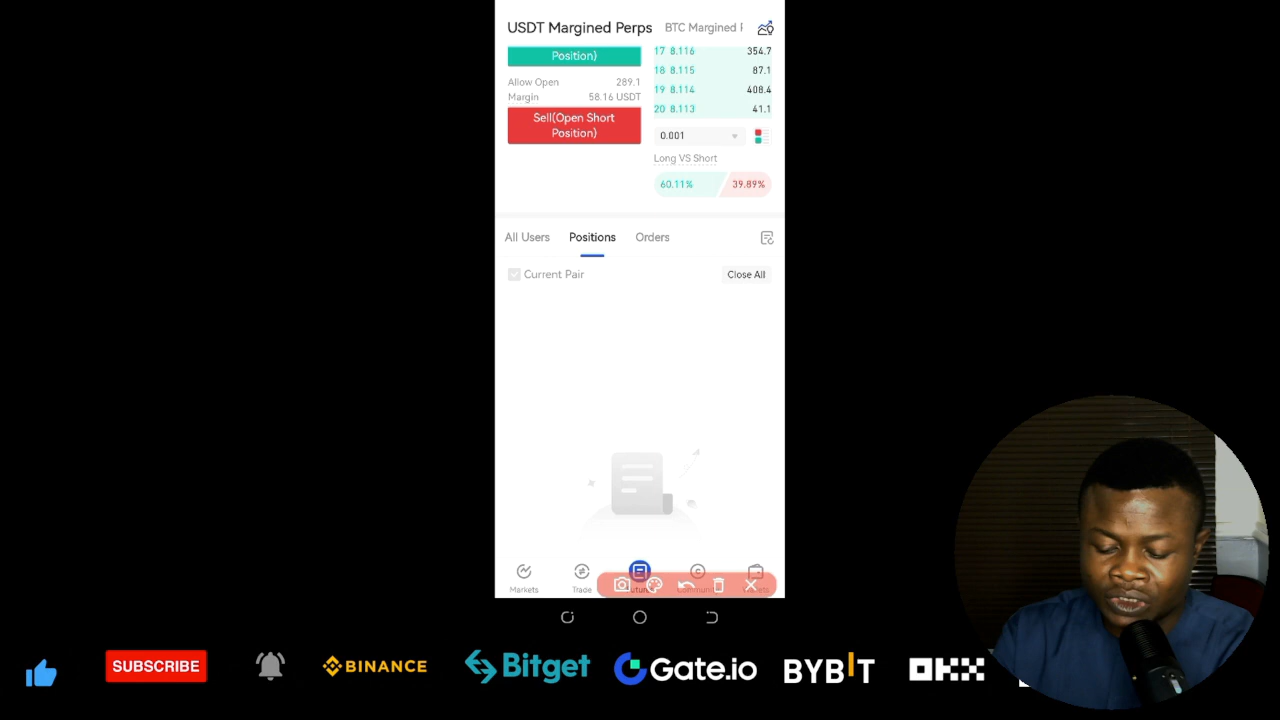 USDT Margined Perps BTC Margined
Position)
17 8.116 354.7
18 8.115 87.1
Allow Open 289.1
Margin 58.16 USDT
19 8.114 408.4
20 8.113 41.1
Sell(Open Short
Position)
0.001
Long VS Short
60.11% 39.89%
All Users Positions Orders
Current Pair Close All
Markets Trade
SUBSCRIBE BINANCE Bitget Gate.io BYBIT OKX